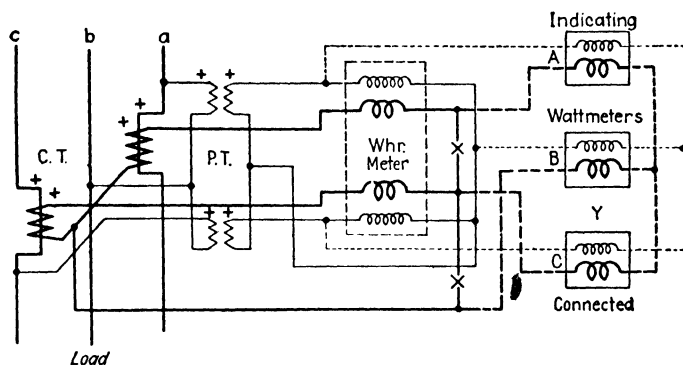 Indicating
c b a
+ +
+ +
A
+ +
C. T.
P. T.
Whr.
Meter
Wattmeters
B
+ +
+ +
Y
C
Connected
Load